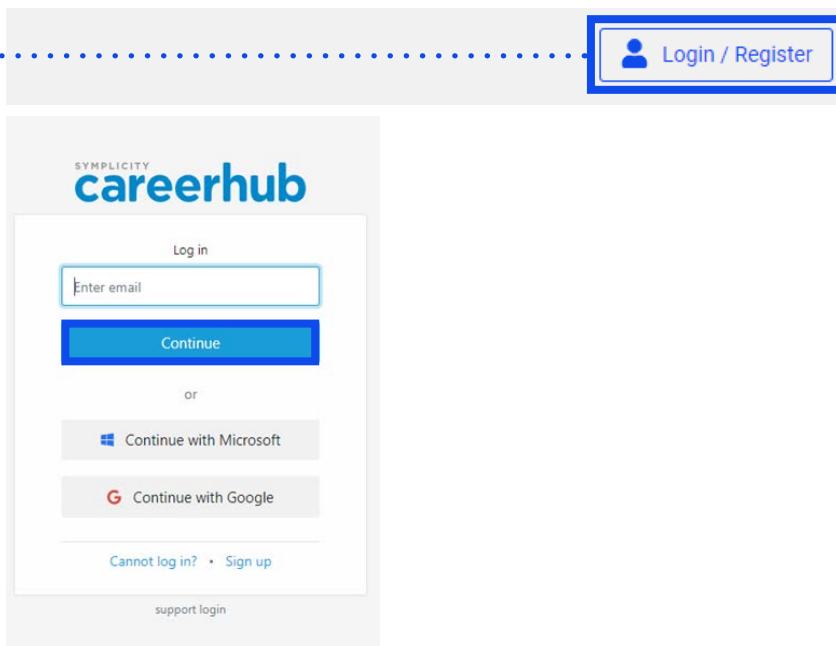 Login / Register
SYMPLICITY
careerhub
Log in
Enter email
Continue
or
Continue with Microsoft
Continue with Google
Cannot log in? • Sign up
support login